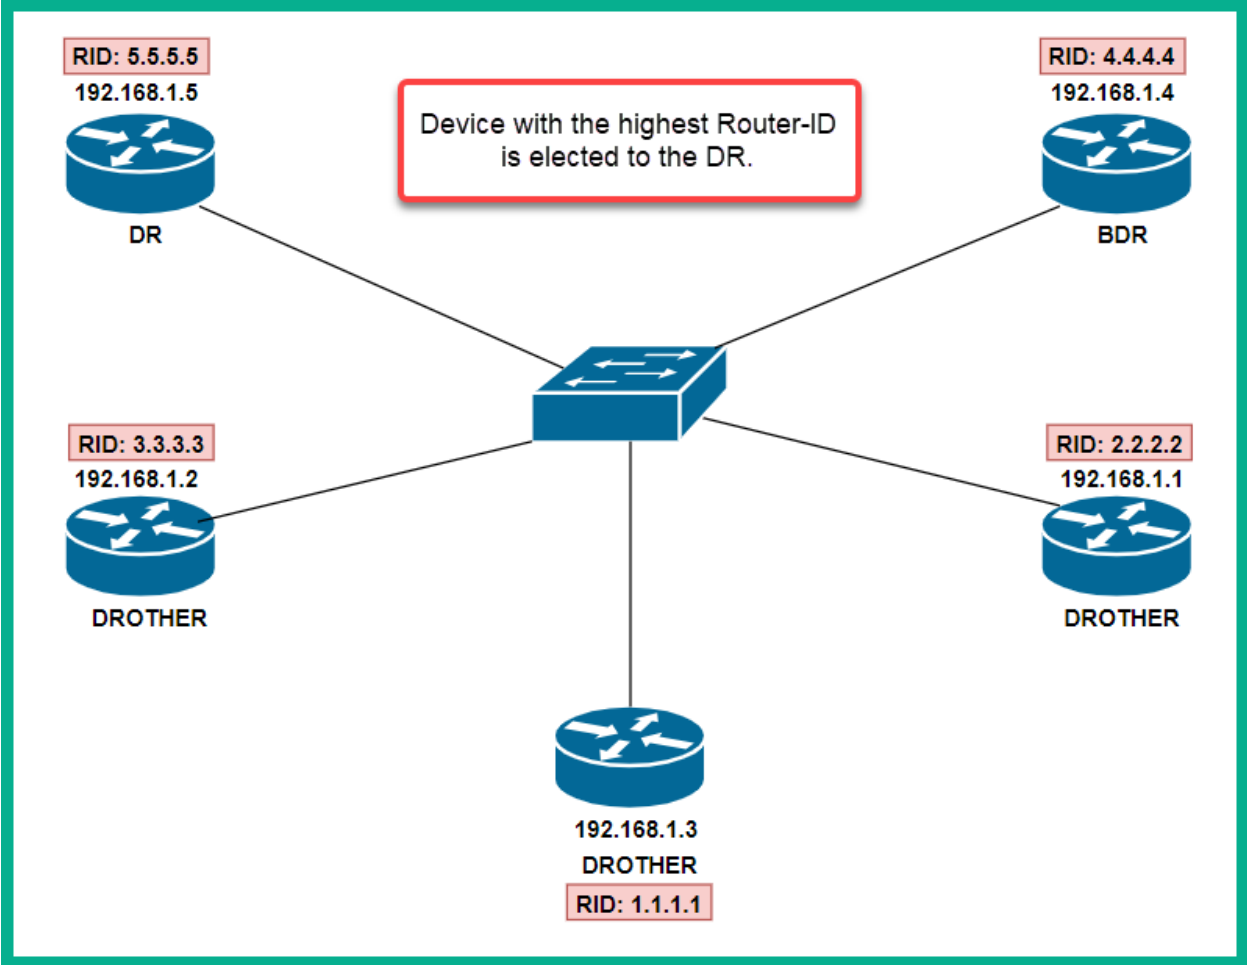 RID: 5.5.5.5
192.168.1.5
DR
Device with the highest Router-ID
is elected to the DR.
RID: 4.4.4.4
192.168.1.4
BDR
RID: 3.3.3.3
192.168.1.2
DROTHER
RID: 2.2.2.2
192.168.1.1
DROTHER
192.168.1.3
DROTHER
RID: 1.1.1.1